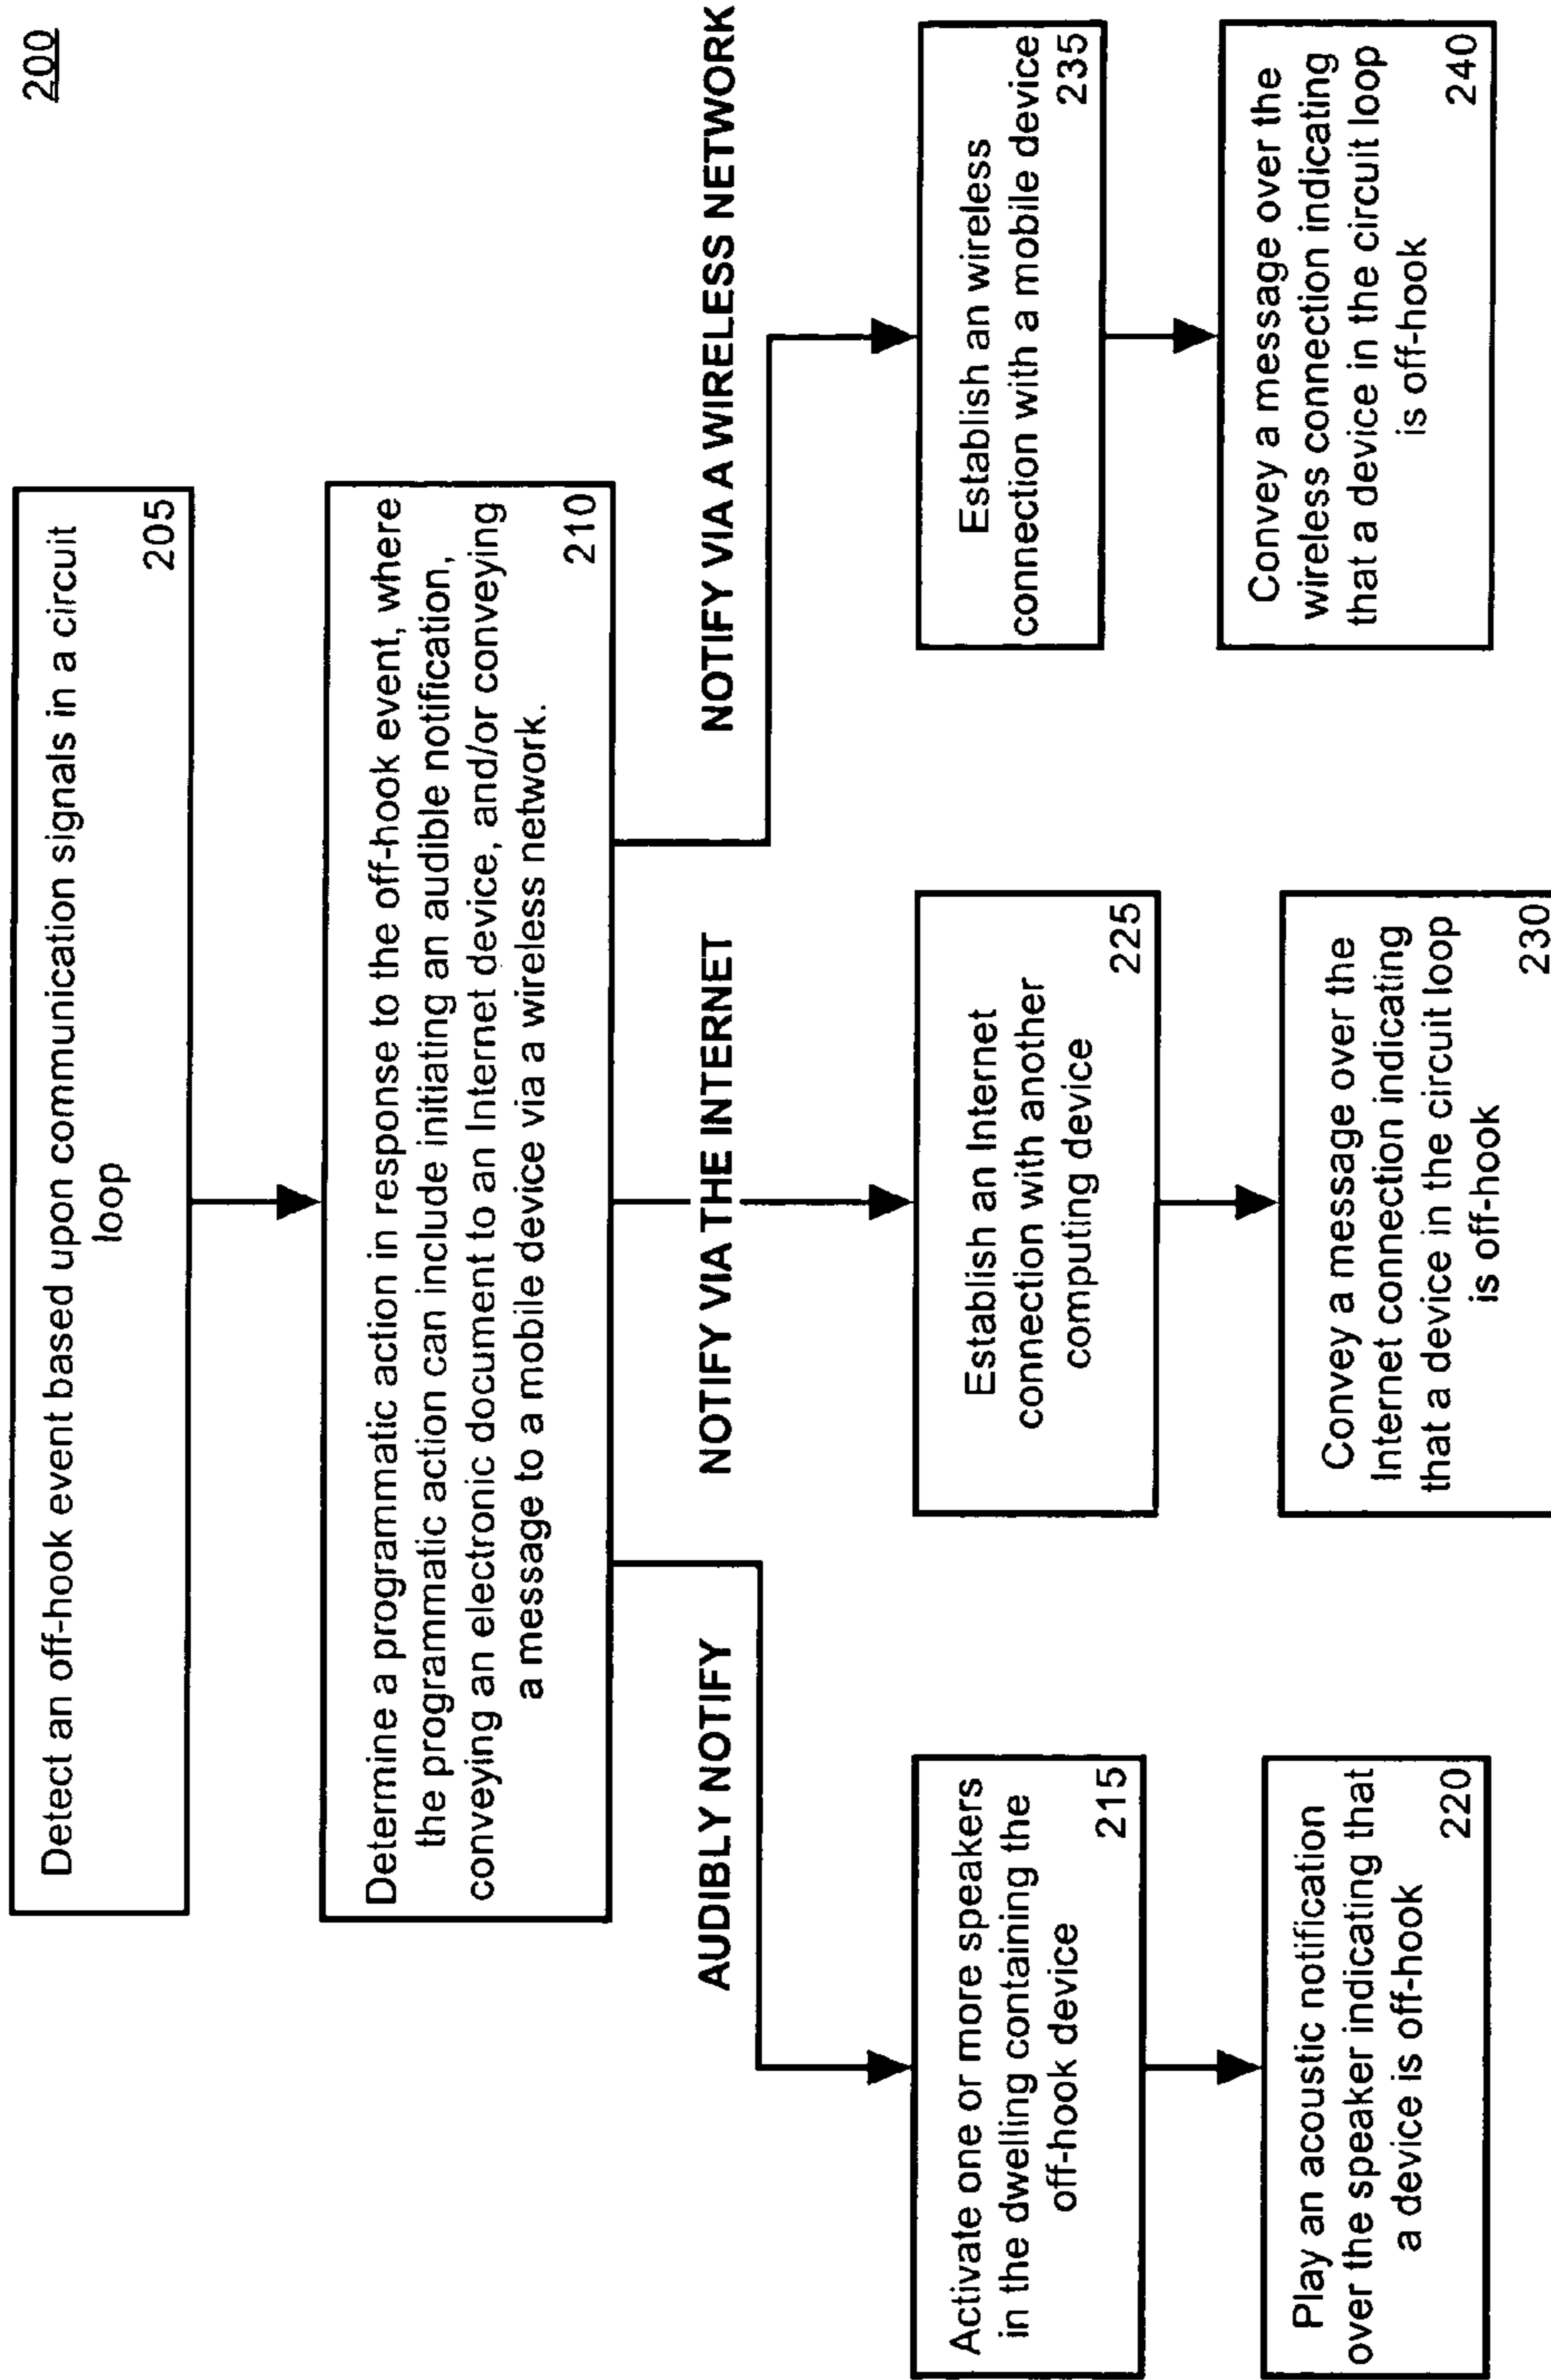 200
Detect an off-hook event based upon communication signals in a circuit
loop
205
Determine a programmatic action in response to the off-hook event, where
the programmatic action can include initiating an audible notification,
conveying an electronic document to an Internet device, and/or conveying
a message to a mobile device via a wireless network.
210
AUDIBLY NOTIFY
NOTIFY VIA THE INTERNET
NOTIFY VIA A WIRELESS NETWORK
Activate one or more speakers
in the dwelling containing the
off-hook device
215
Play an acoustic notification
over the speaker indicating that
a device is off-hook
220
Establish an Internet
connection with another
computing device
225
Convey a message over the
Internet connection indicating
that a device in the circuit loop
is off-hook
230
Establish an wireless
connection with a mobile device
235
Convey a message over the
wireless connection indicating
that a device in the circuit loop
is off-hook
240